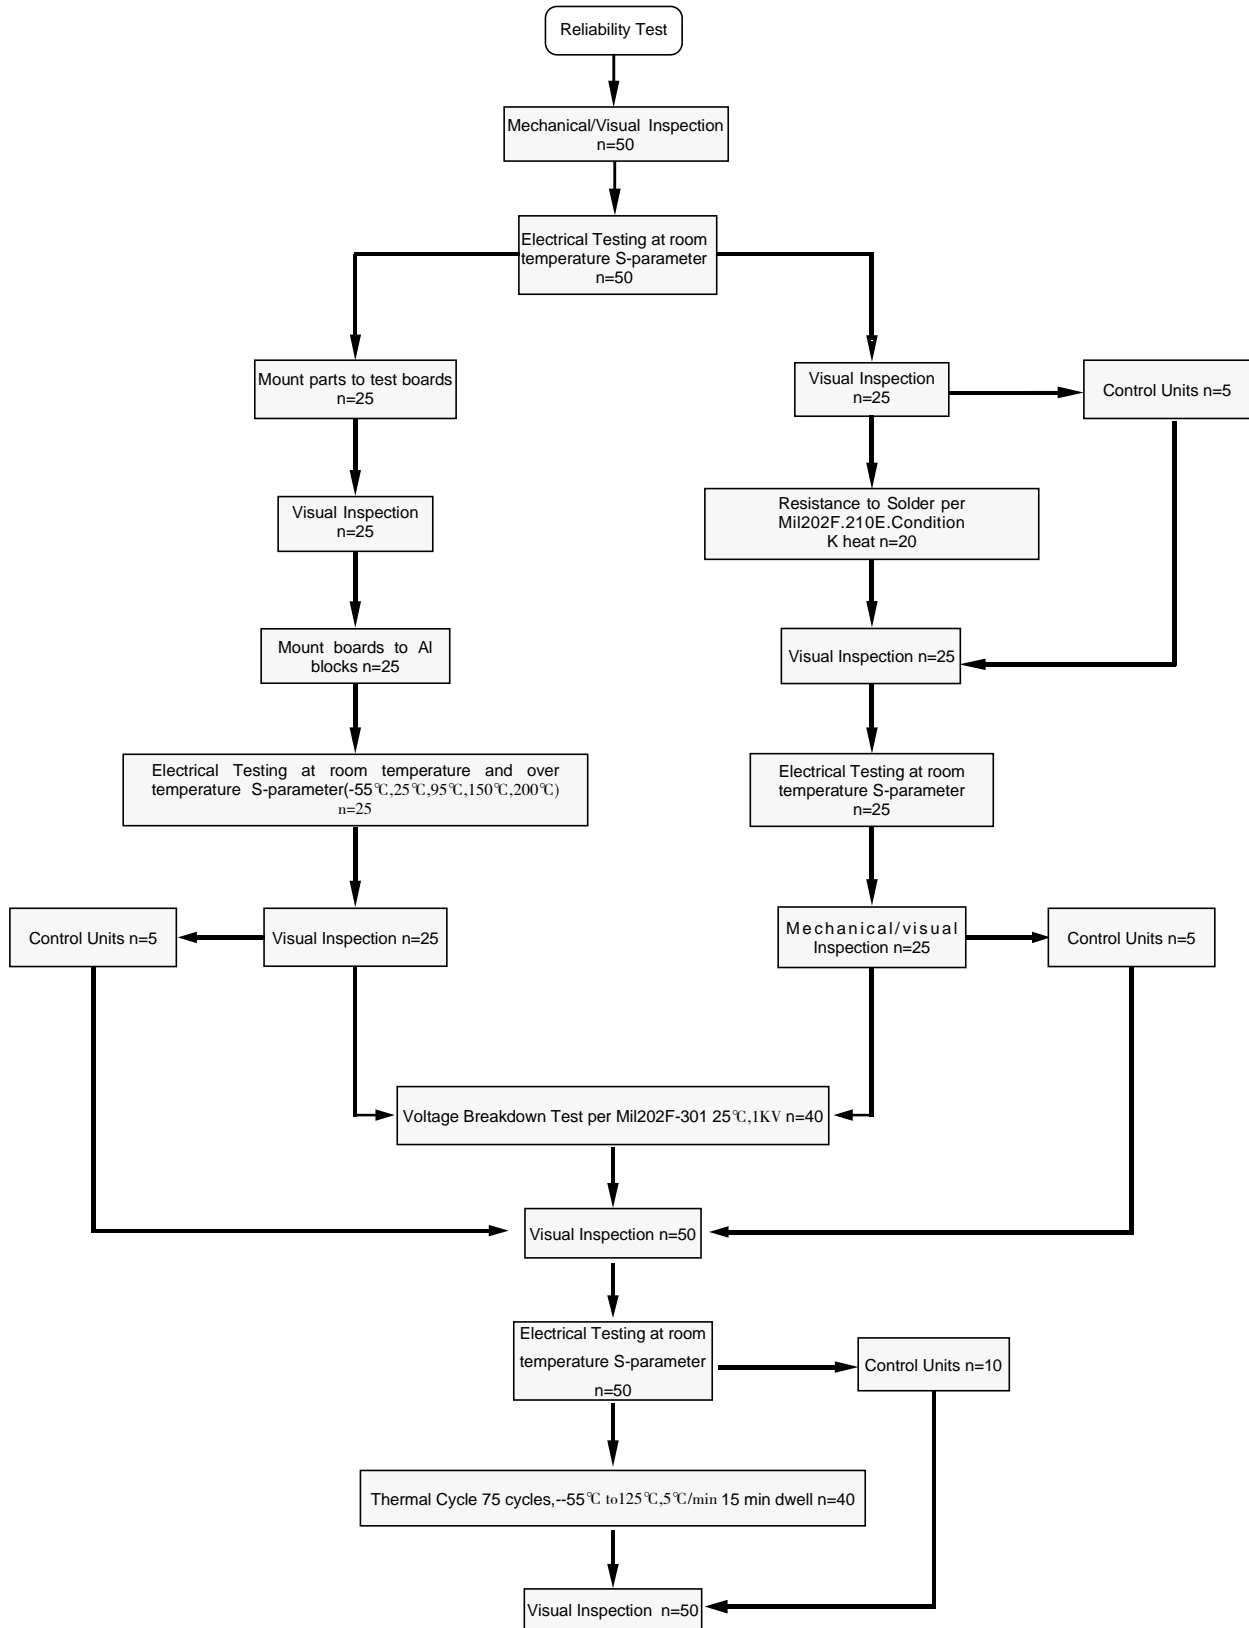 Reliability Test
Mechanical/Visual Inspection
n=50
Electrical Testing at room
temperature S-parameter
n=50
Mount parts to test boards
n=25
Visual Inspection
n=25
Control Units n=5
Visual Inspection
n=25
Resistance to Solder per
Mil202F.210E.Condition
K heat n=20
Mount boards to Al
blocks n=25
Visual Inspection n=25
Electrical Testing at room temperature and over
temperature S-parameter(-55℃,25℃,95℃,150℃,200℃)
n=25
Electrical Testing at room
temperature S-parameter
n=25
Control Units n=5
Visual Inspection n=25
Mechanical/visual
Inspection n=25
Control Units n=5
Voltage Breakdown Test per Mil202F-301 25℃,1KV n=40
Visual Inspection n=50
Electrical Testing at room
temperature S-parameter
n=50
Control Units n=10
Thermal Cycle 75 cycles,--55℃ to125℃,5℃/min 15 min dwell n=40
Visual Inspection n=50